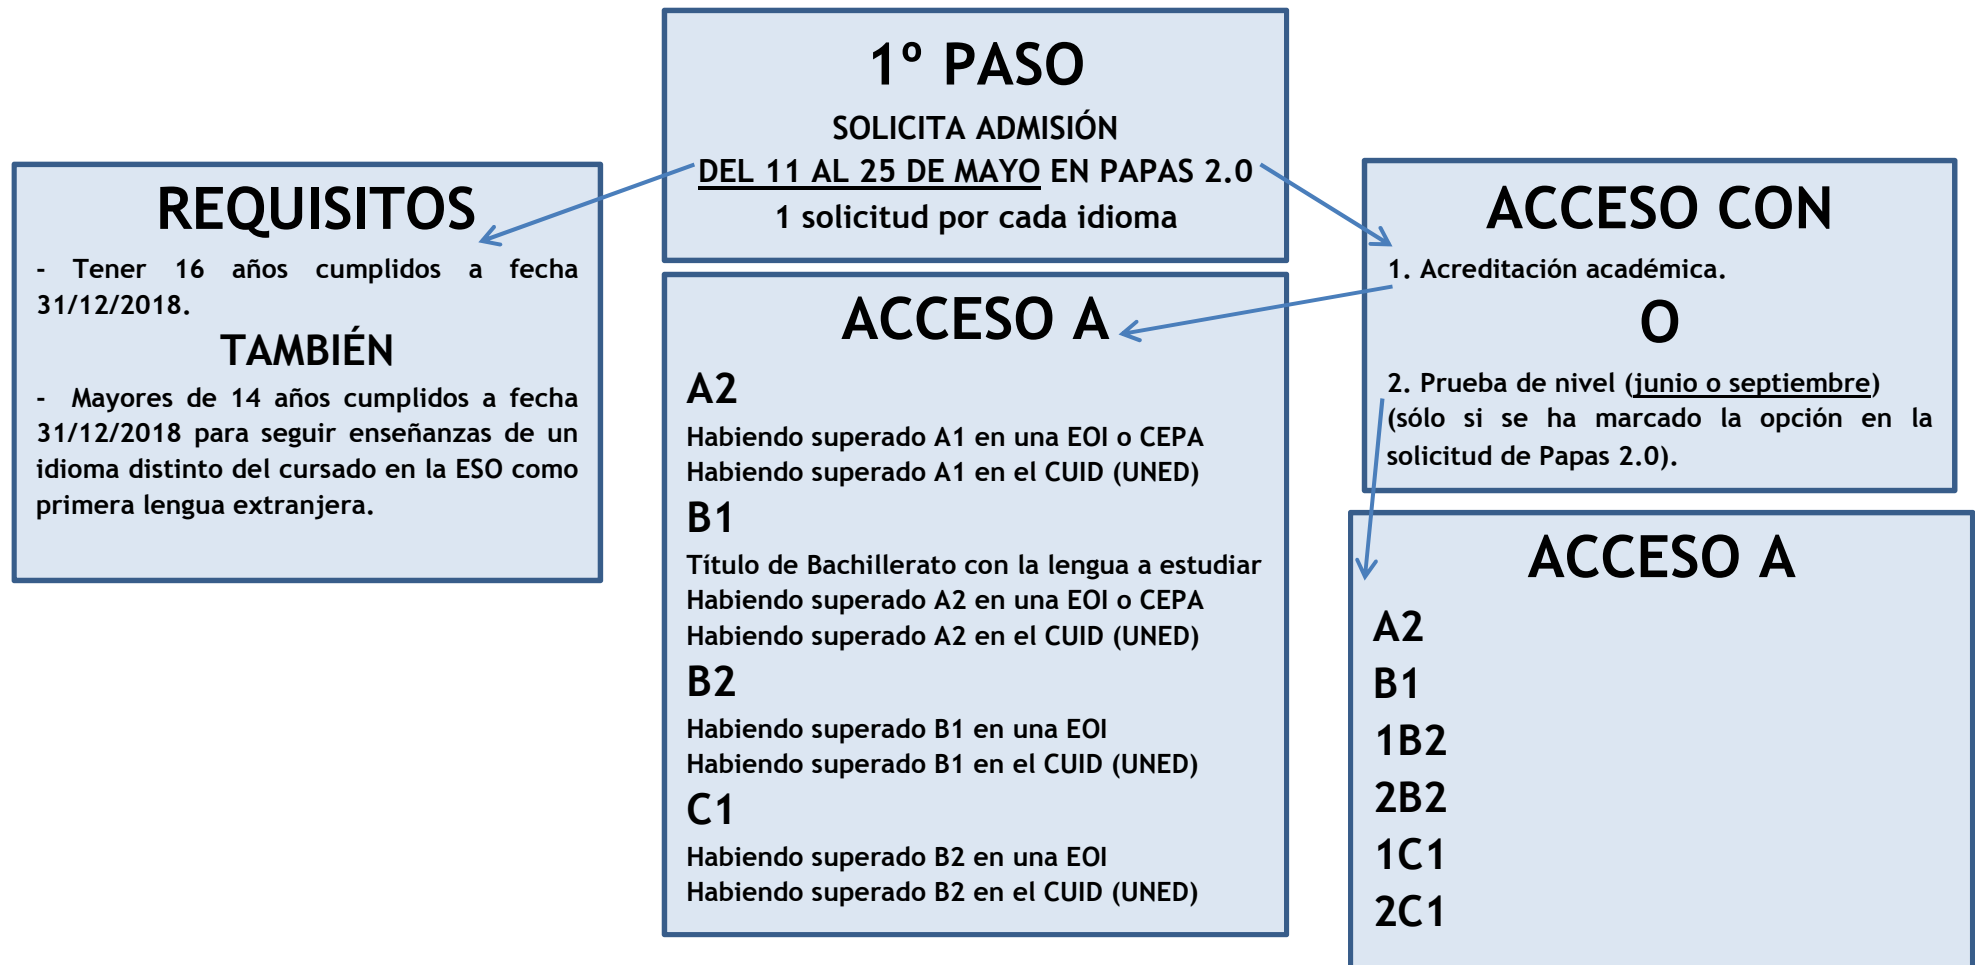 1º PASO
SOLICITA ADMISIÓN
DEL 11 AL 25 DE MAYO EN PAPAS 2.0
1 solicitud por cada idioma
REQUISITOS
- Tener 16 años cumplidos a fecha
31/12/2018.
TAMBIÉN
- Mayores de 14 años cumplidos a fecha
31/12/2018 para seguir enseñanzas de un
idioma distinto del cursado en la ESO como
primera lengua extranjera.
ACCESO CON
1. Acreditación académica.
O
2. Prueba de nivel (junio o septiembre)
(sólo si se ha marcado la opción en la
solicitud de Papas 2.0).
ACCESO A
A2
Habiendo superado A1 en una EOI o CEPA
Habiendo superado A1 en el CUID (UNED)
B1
Título de Bachillerato con la lengua a estudiar
Habiendo superado A2 en una EOI o CEPA
Habiendo superado A2 en el CUID (UNED)
B2
Habiendo superado B1 en una EOI
Habiendo superado B1 en el CUID (UNED)
C1
Habiendo superado B2 en una EOI
Habiendo superado B2 en el CUID (UNED)
ACCESO A
A2
B1
1B2
2B2
1C1
2C1